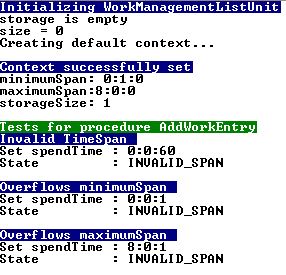 Initializing WorkManagementListUnit
storage is empty
size = 0
Creating default context...
Context successfully set
minimumSpan: 0:1:0
maximumSpan:8:0:0
storageSize: 1
Tests for procedure AddWorkEntry
Invalid TimeSpan
Set spendTime : 0:0:60
State : INVALID_SPAN
Overflows minimumSpan
Set spendTime : 0:0:1
State : INVALID_SPAN
Overflows maximumSpan
Set spendTime : 8:0:1
State : INVALID_SPAN